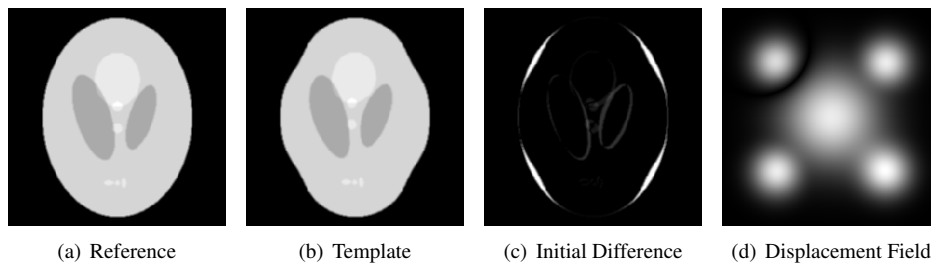 (a) Reference
(b) Template
(c) Initial Difference
(d) Displacement Field